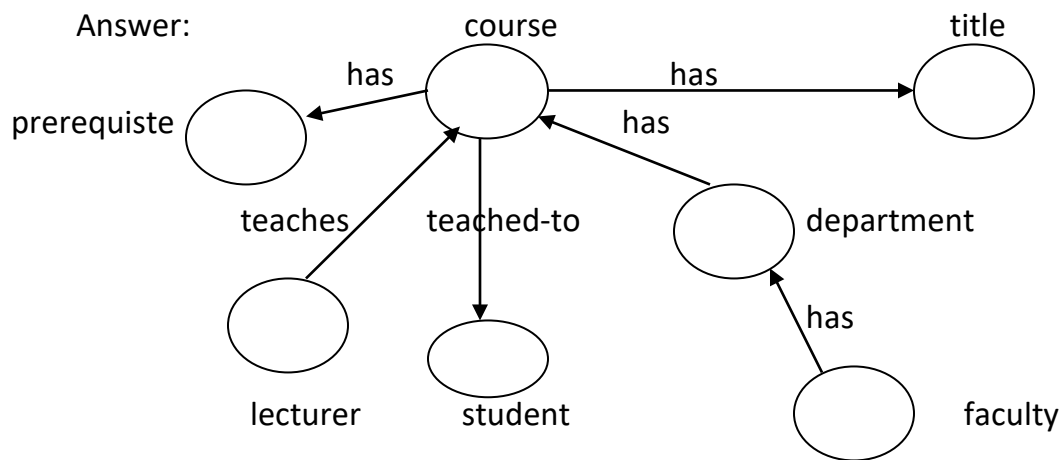 Answer:
course
title
has
has
prerequiste
has
teaches
teached-to
department
has
lecturer
student
faculty